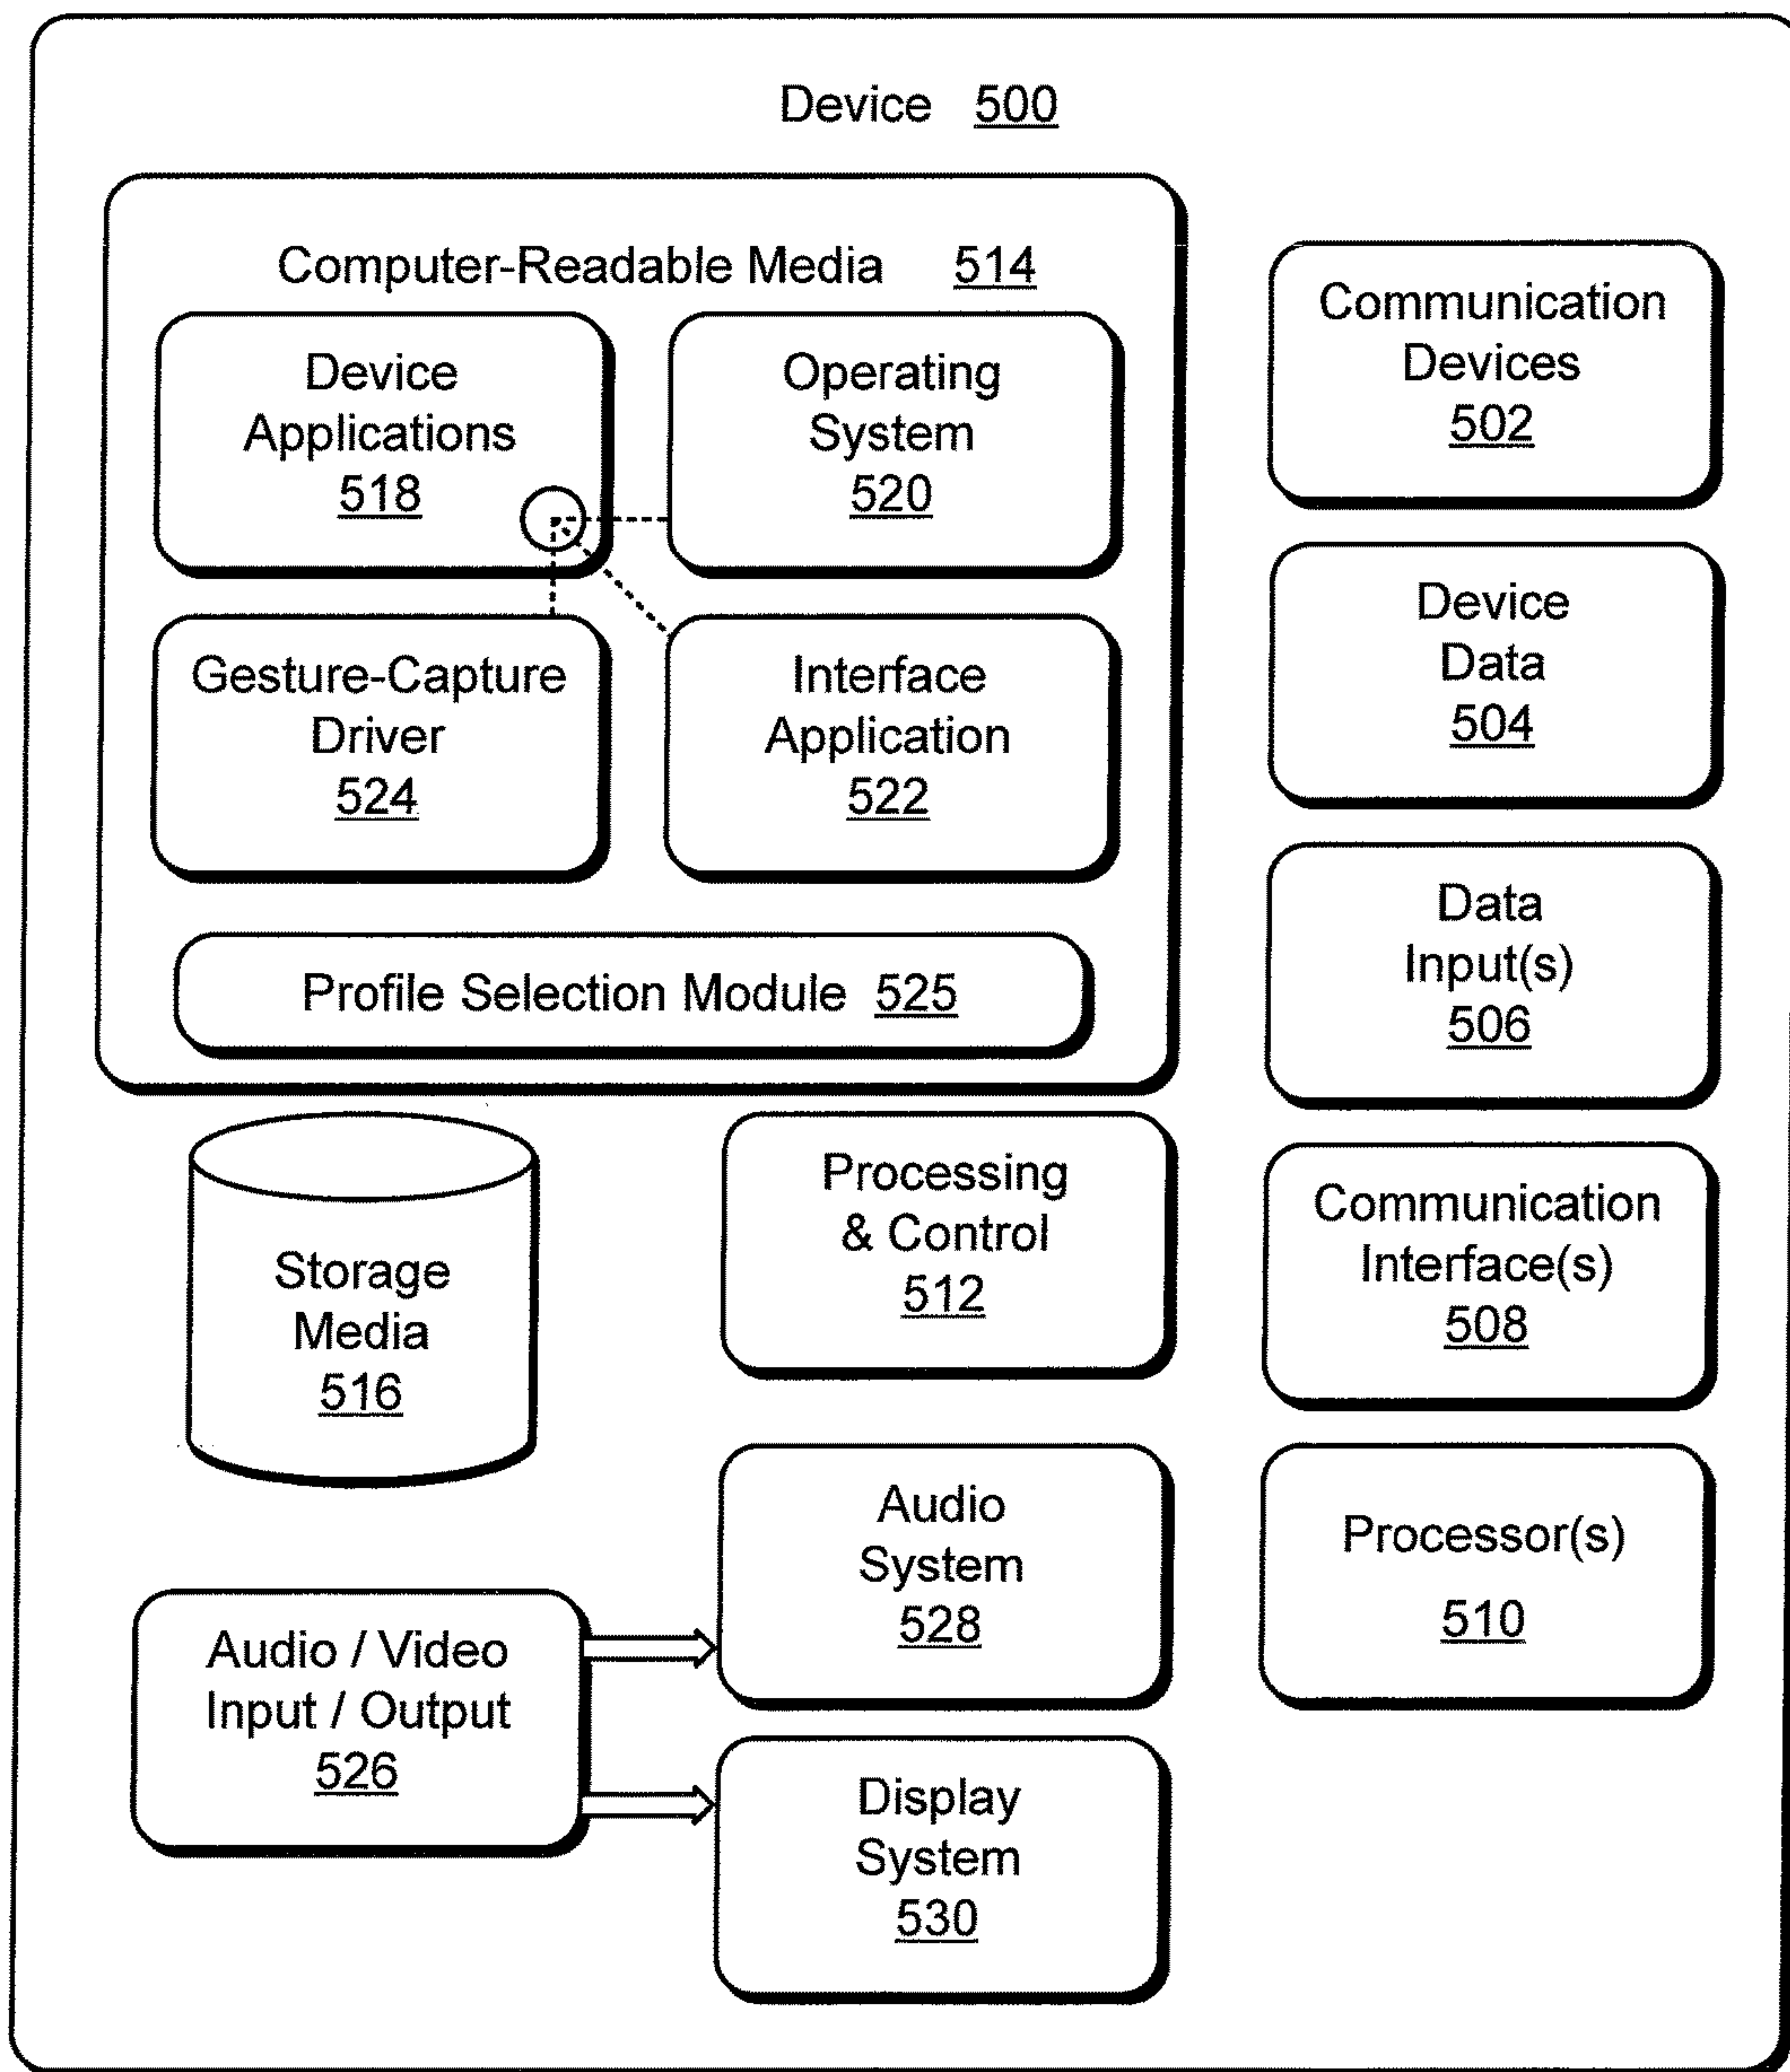 Device 500
Computer-Readable Media 514
Device
Applications
518
Operating
System
520
Gesture-Capture
Driver
524
Interface
Application
522
Profile Selection Module 525
Storage
Media
516
Processing
& Control
512
Audio / Video
Input / Output
526
Audio
System
528
Display
System
530
Communication
Devices
502
Device
Data
504
Data
Input(s)
506
Communication
Interface(s)
508
Processor(s)
510